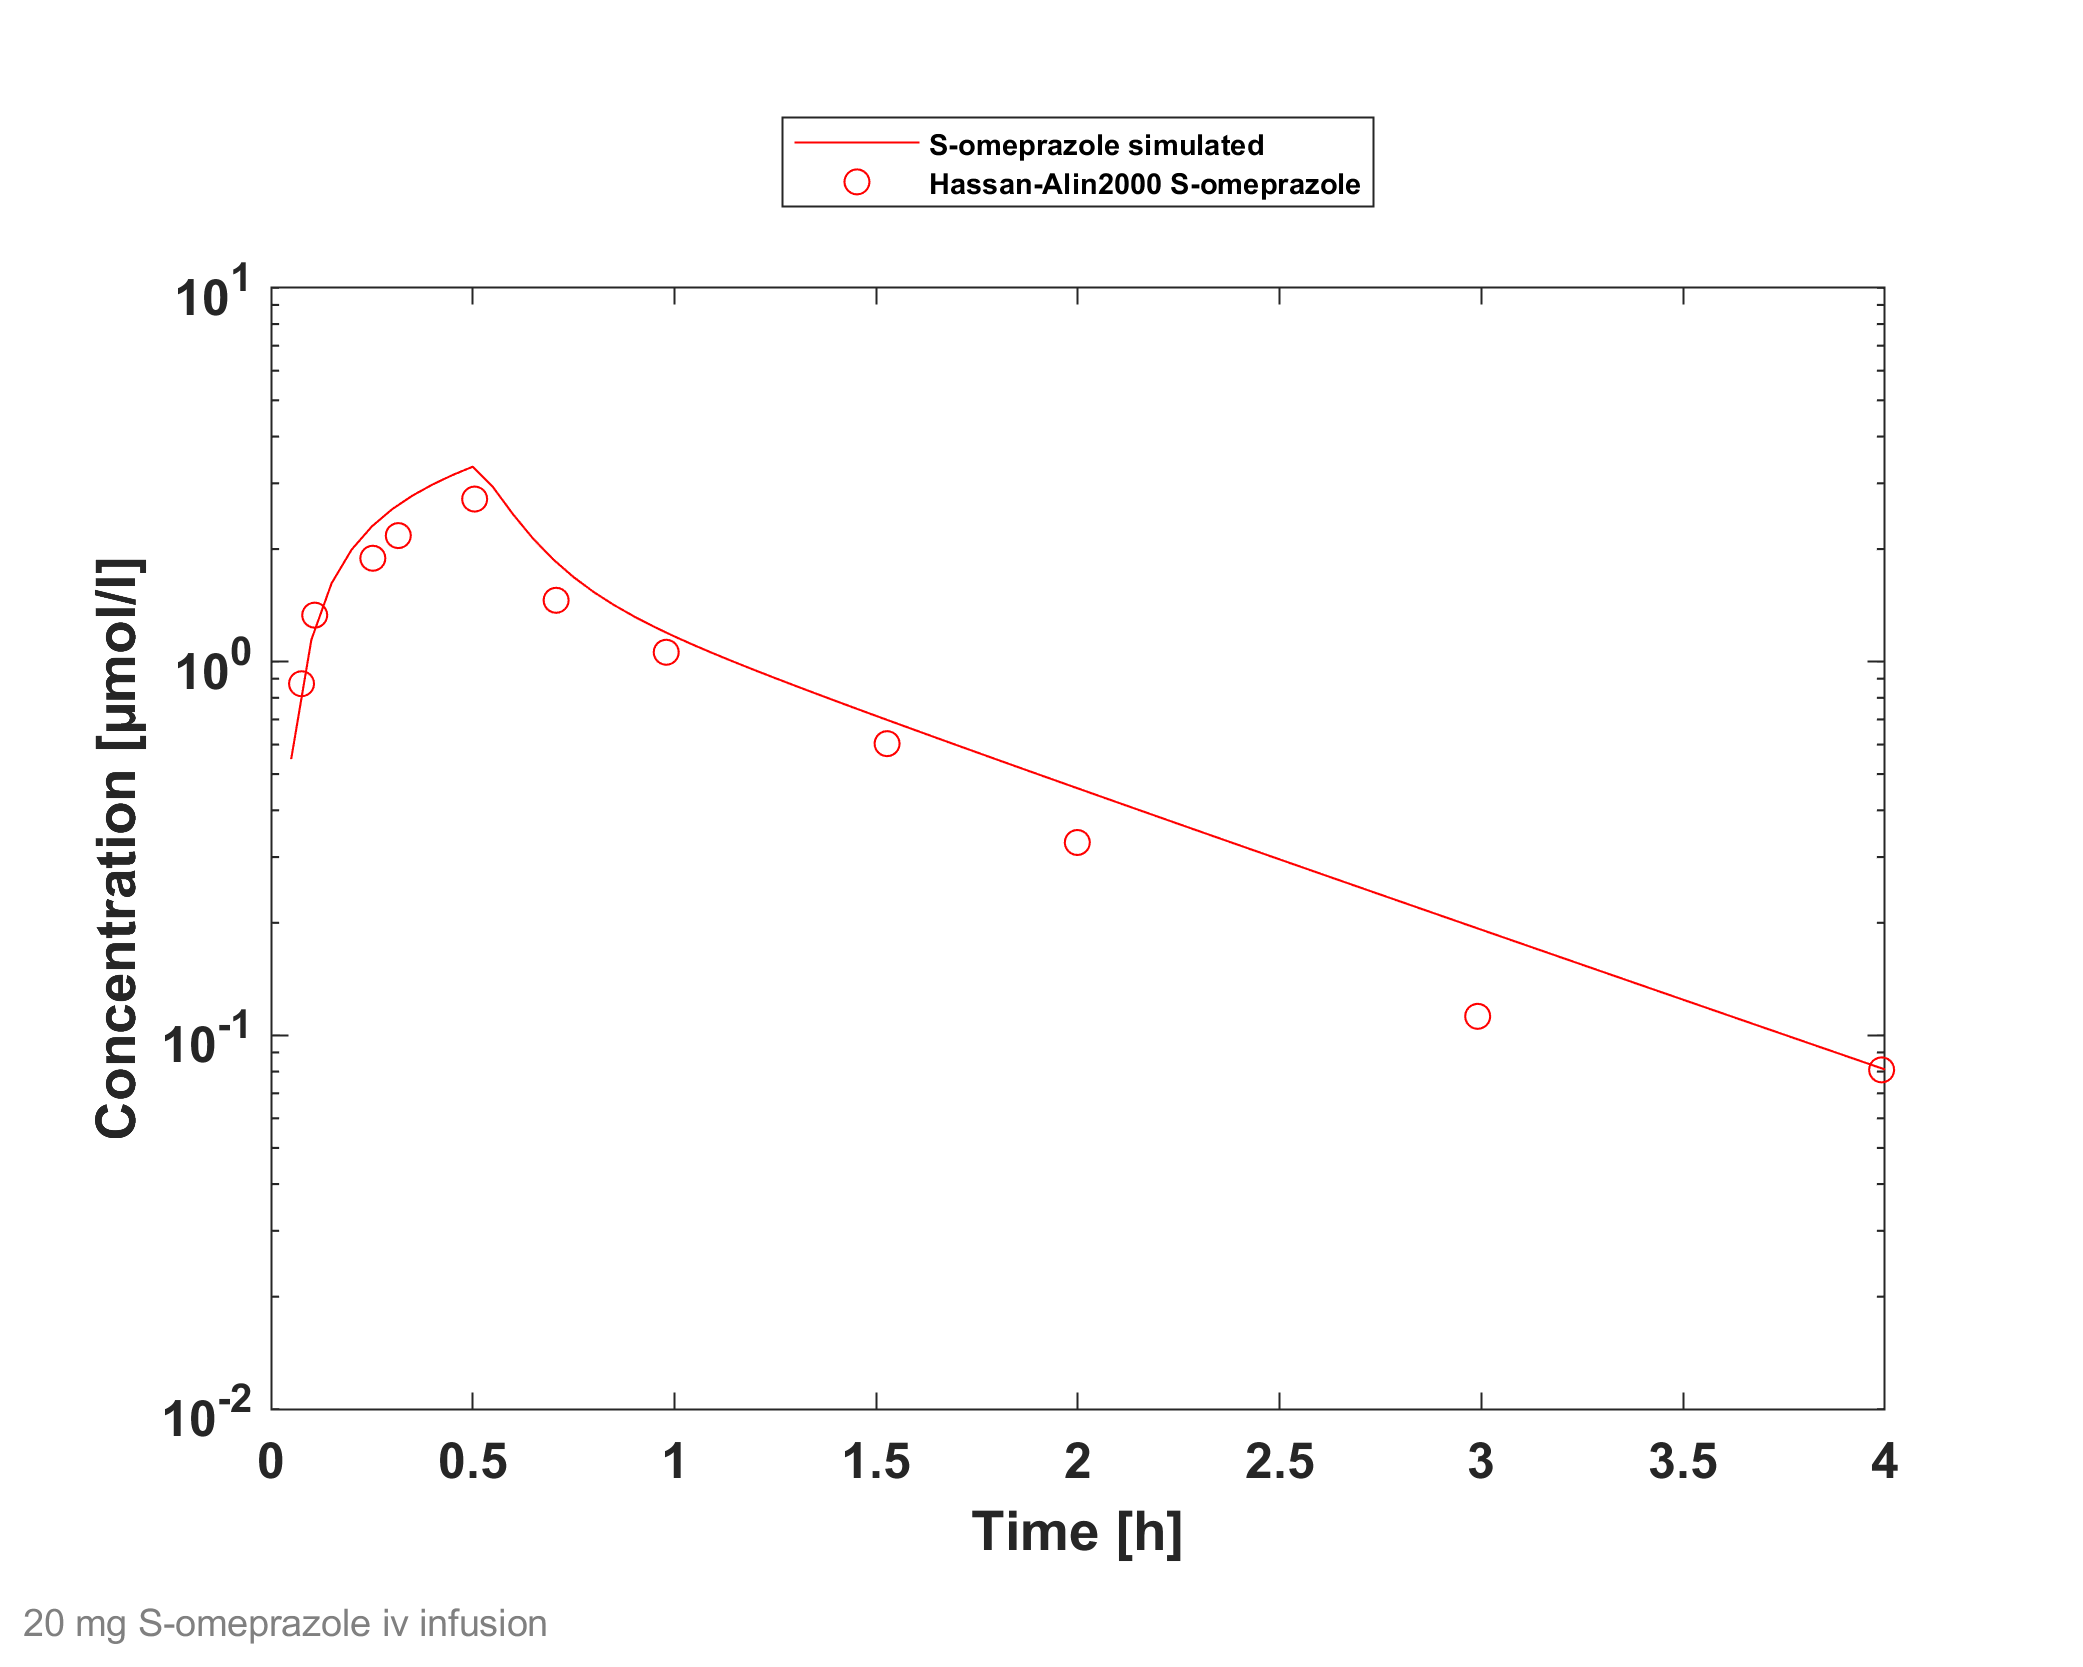 S-omeprazole simulated
Hassan-Alin2000 S-omeprazole
10^1
10^0
10^-1
10^-2
Concentration [µmol/l]
0 0.5 1 1.5 2 2.5 3 3.5 4
Time [h]
20 mg S-omeprazole iv infusion